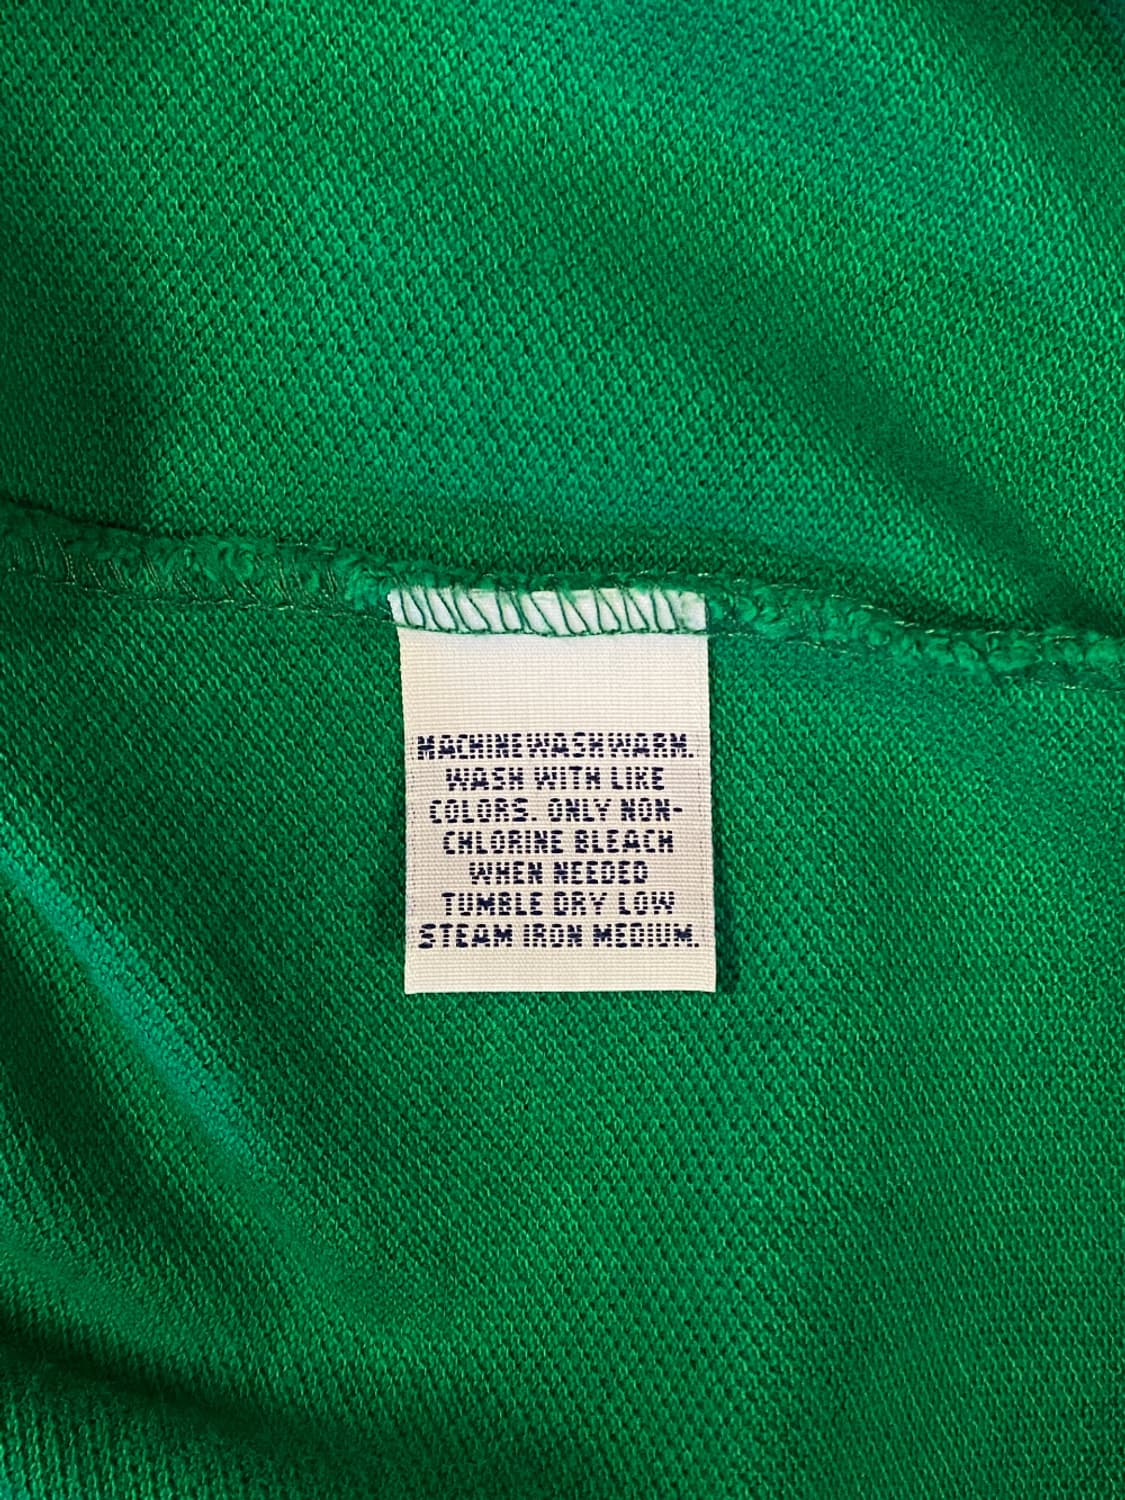 MACHINE WASH WARM.
WASH WITH LIKE
COLORS. ONLY NON-
CHLORINE BLEACH
WHEN NEEDED
TUMBLE DRY LOW
STEAM IRON MEDIUM.